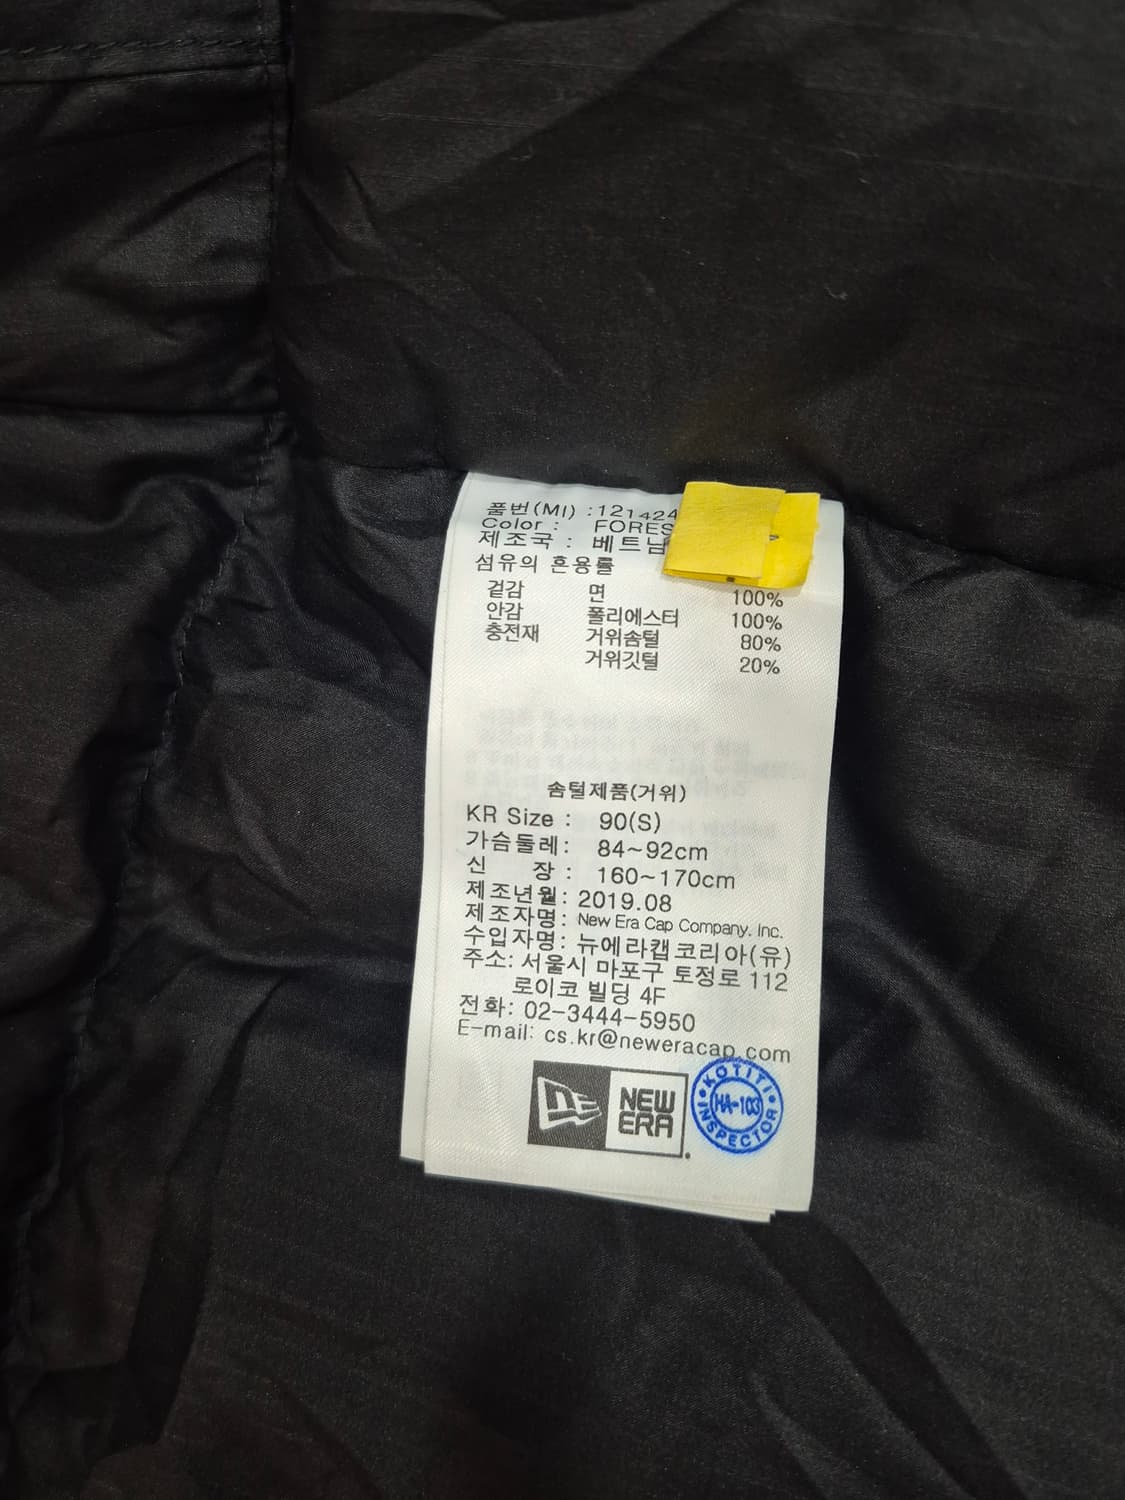 품번(MI) :121424
Color : FORES
제조국 : 베트남
섬유의 혼용률
겉감 면 100%
안감 폴리에스터 100%
충전재 거위솜털 80%
거위깃털 20%
솜털제품(거위)
KR Size : 90(S)
가슴둘레: 84~92cm
신 장 : 160~170cm
제조년월: 2019.08
제조자명: New Era Cap Company. Inc.
수입자명: 뉴에라캡코리아(유)
주소: 서울시 마포구 토정로 112
로이코 빌딩 4F
전화: 02-3444-5950
E-mail: cs.kr@neweracap.com
NEW
ERA
KOTITI
HA-103
INSPECTOR